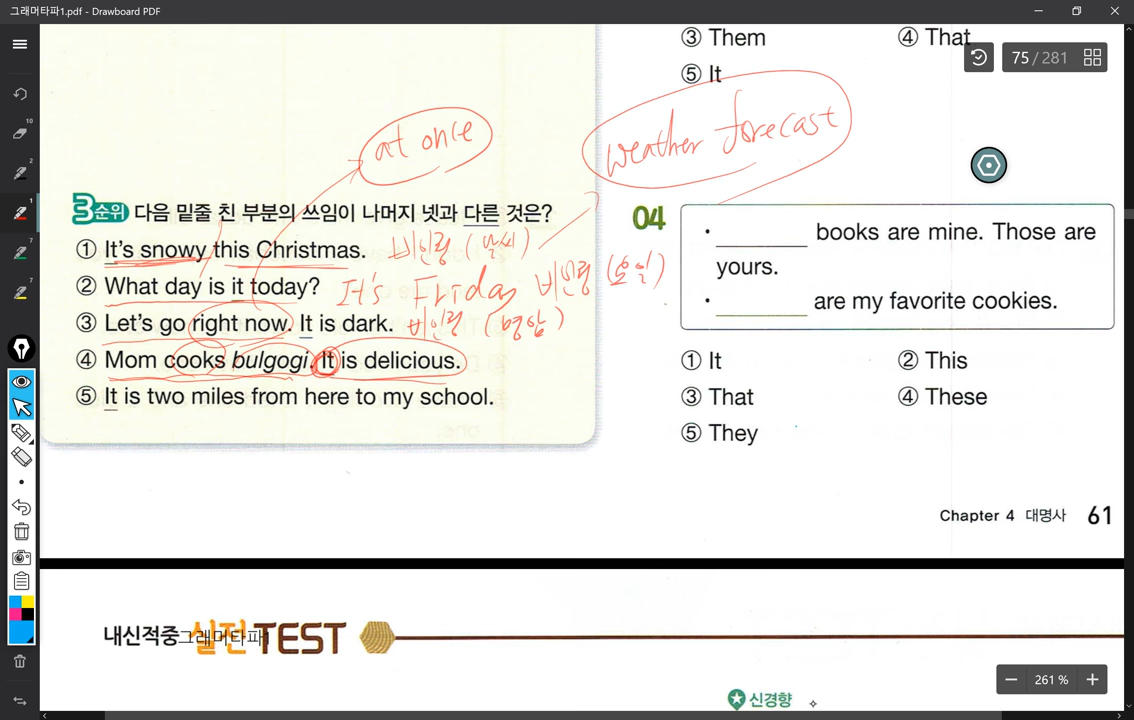 그래머타파1.pdf - Drawboard PDF
③ Them
④ That
⑤ It
75 / 281
at once
weather forecast
3순위 다음 밑줄 친 부분의 쓰임이 나머지 넷과 다른 것은?
① It's snowy this Christmas. 비인칭 (날씨)
② What day is it today? It's Friday 비인칭 (요일)
③ Let's go right now. It is dark. 비인칭 (명암)
④ Mom cooks bulgogi. It is delicious.
⑤ It is two miles from here to my school.
04
· ________ books are mine. Those are
yours.
· ________ are my favorite cookies.
① It
② This
③ That
④ These
⑤ They
Chapter 4 대명사 61
내신적중 실전 TEST
그래머타파1
261 %
신경향
10
2
1
7
7